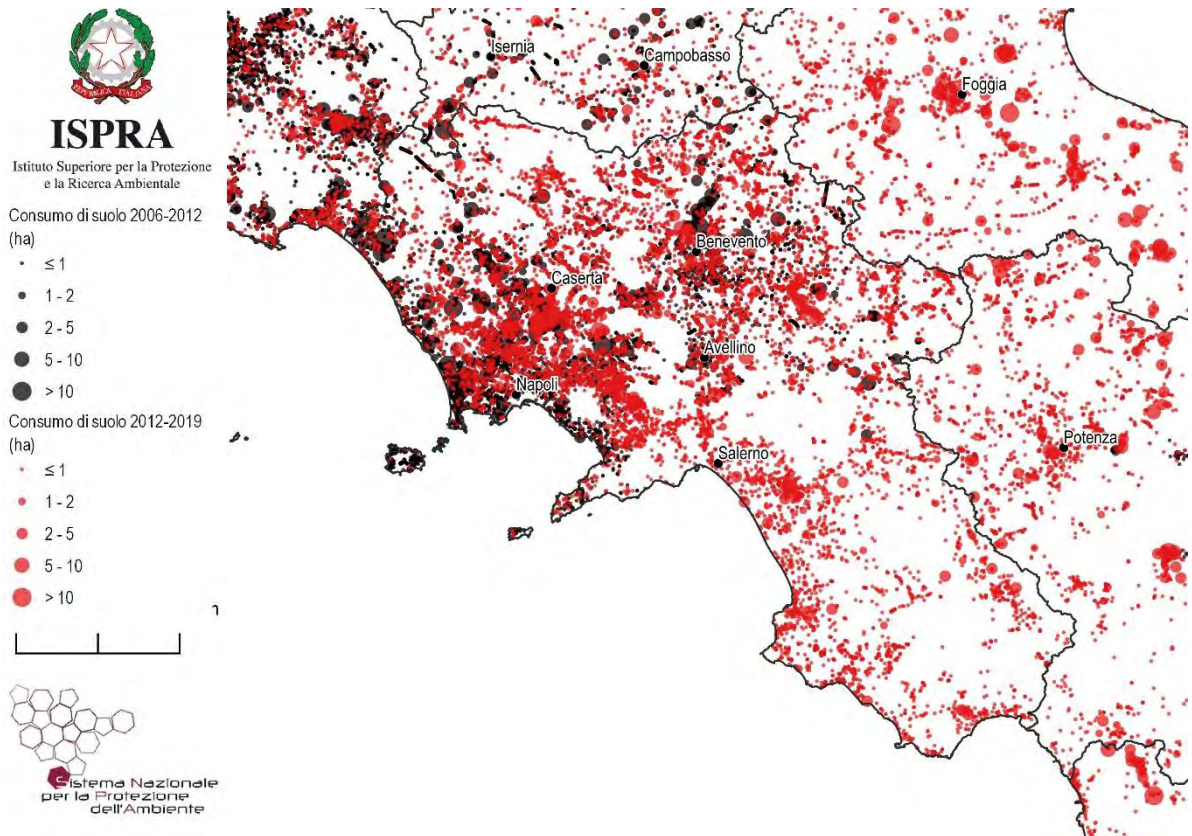 REPVBBLICA ITALIANA
ISPRA
Istituto Superiore per la Protezione
e la Ricerca Ambientale
Consumo di suolo 2006-2012
(ha)
≤ 1
1 - 2
2 - 5
5 - 10
> 10
Consumo di suolo 2012-2019
(ha)
≤ 1
1 - 2
2 - 5
5 - 10
> 10
Sistema Nazionale
per la Protezione
dell'Ambiente
Isernia
Campobasso
Foggia
Benevento
Caserta
Avellino
Napoli
Salerno
Potenza